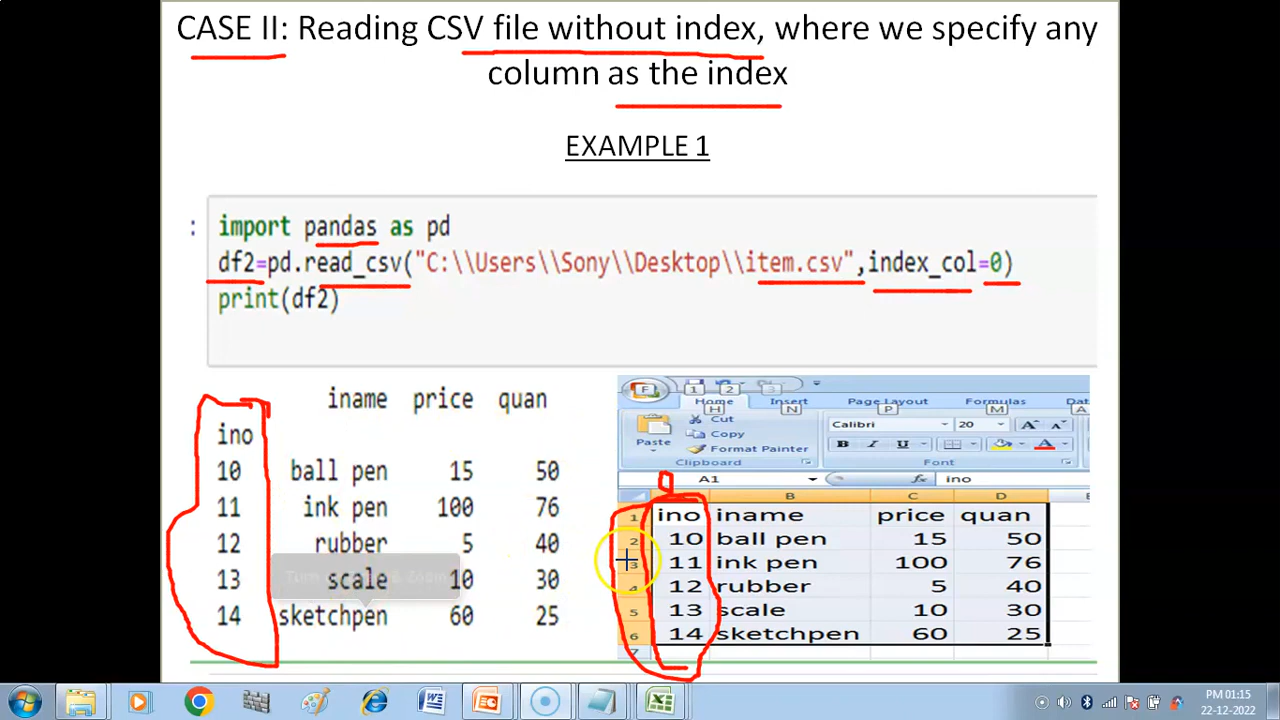 CASE II: Reading CSV file without index, where we specify any
column as the index
EXAMPLE 1
:
import pandas as pd
df2=pd.read_csv("C:\\Users\\Sony\\Desktop\\item.csv",index_col=0)
print(df2)
iname price quan
ino
10 ball pen 15 50
11 ink pen 100 76
12 rubber 5 40
13 scale 10 30
14 sketchpen 60 25
F 1 2 3
Home Insert Page Layout Formulas Dat
H N P M A
Paste
Cut
Copy
Format Painter
Clipboard
Calibri 20 A A
B I U A
Font
A1 fx ino
A B C D E
1 ino iname price quan
2 10 ball pen 15 50
3 11 ink pen 100 76
4 12 rubber 5 40
5 13 scale 10 30
6 14 sketchpen 60 25
7
PM 01:15
22-12-2022